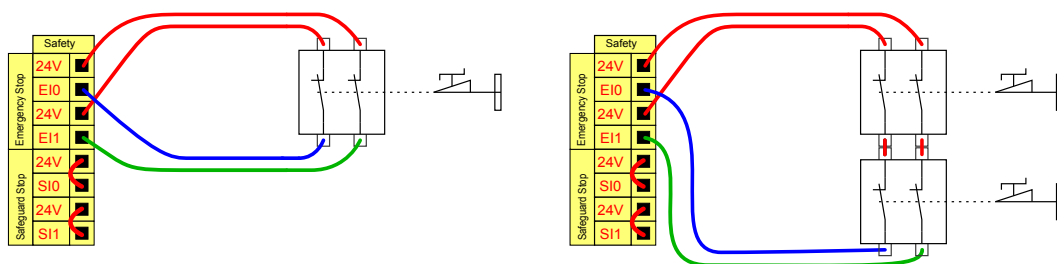 Safety
Emergency Stop
24V
EI0
24V
EI1
Safeguard Stop
24V
SI0
24V
SI1
Safety
Emergency Stop
24V
EI0
24V
EI1
Safeguard Stop
24V
SI0
24V
SI1